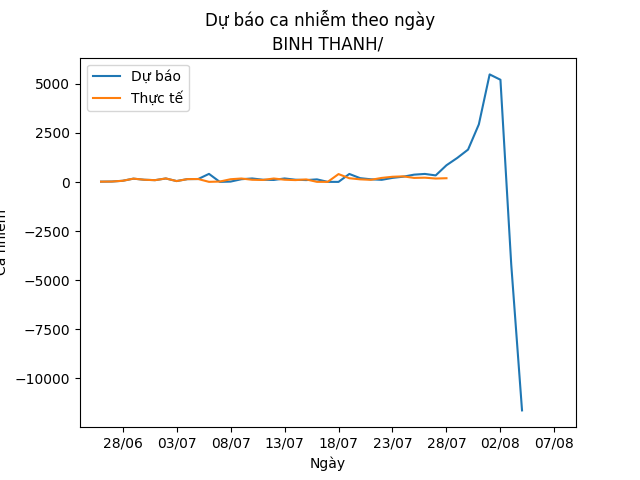 Dự báo ca nhiễm theo ngày
BINH THANH/
Dự báo
Thực tế
5000
2500
0
−2500
−5000
−7500
−10000
Ca nhiễm
28/06 03/07 08/07 13/07 18/07 23/07 28/07 02/08 07/08
Ngày